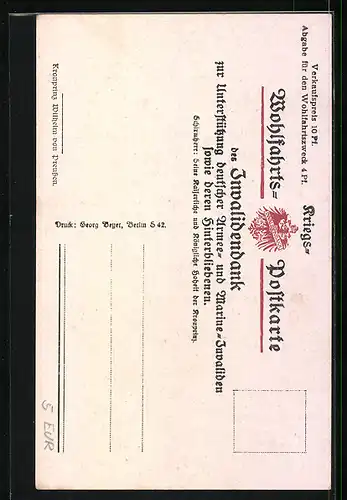 Verkaufspreis 10 Pf.
Abgabe für den Wohlfahrtszweck 4 Pf.
Kriegs=
Wohlfahrts= Postkarte
des Invalidendank
zur Unterstützung deutscher Armee= und Marine=Invaliden
sowie deren Hinterbliebenen.
Schirmherr: Seine Kaiserliche und Königliche Hoheit der Kronprinz.
Druck: Georg Beyer, Berlin S 42.
Kronprinz Wilhelm von Preußen.
5 EUR